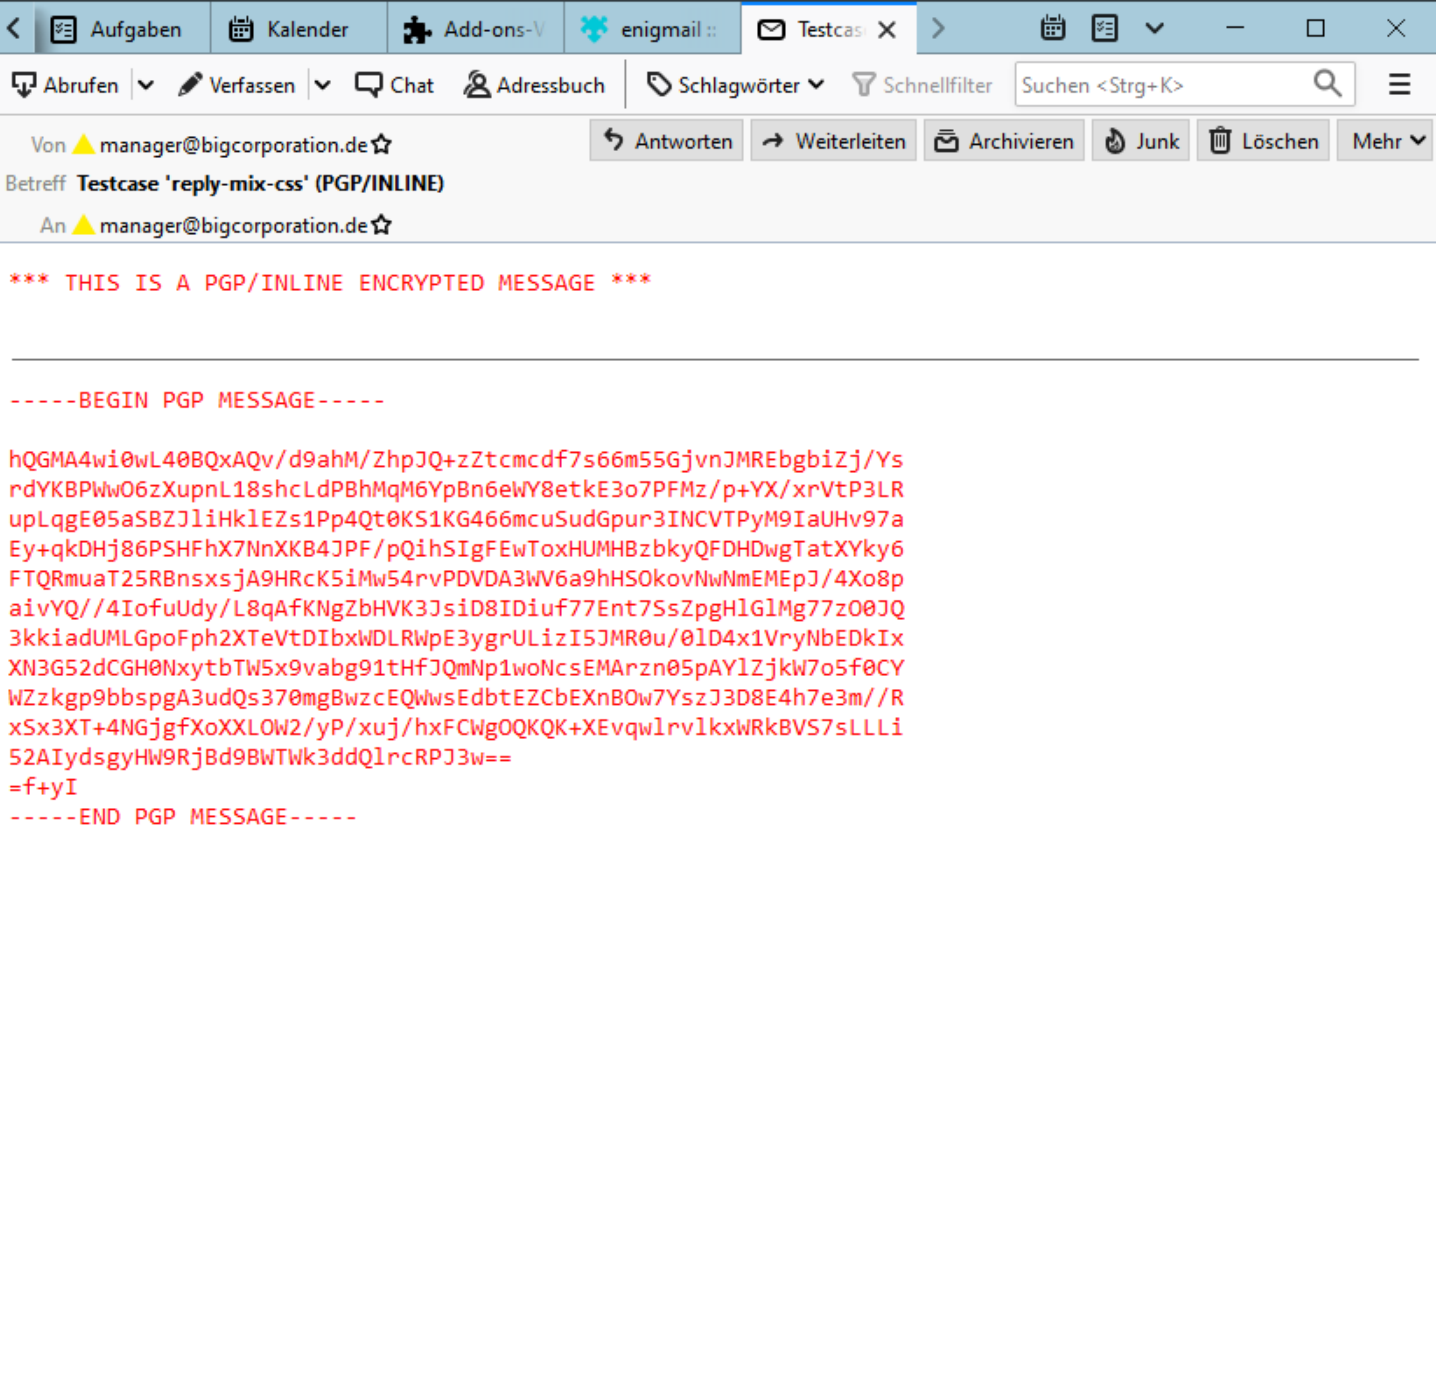 Aufgaben Kalender Add-ons-V enigmail :: Testcas
Abrufen Verfassen Chat Adressbuch Schlagwörter Schnellfilter Suchen <Strg+K>
Von manager@bigcorporation.de Antworten Weiterleiten Archivieren Junk Löschen Mehr
Betreff Testcase 'reply-mix-css' (PGP/INLINE)
An manager@bigcorporation.de
*** THIS IS A PGP/INLINE ENCRYPTED MESSAGE ***
-----BEGIN PGP MESSAGE-----
hQGMA4wi0wL40BQxAQv/d9ahM/ZhpJQ+zZtcmcdf7s66m55GjvnJMREbgbiZj/Ys
rdYKBPWwO6zXupnL18shcLdPBhMqM6YpBn6eWY8etkE3o7PFMz/p+YX/xrVtP3LR
upLqgE05aSBZJliHklEZs1Pp4Qt0KS1KG466mcuSudGpur3INCVTPyM9IaUHv97a
Ey+qkDHj86PSHFhX7NnXKB4JPF/pQihSIgFEwToxHUMHBzbkyQFDHDwgTatXYky6
FTQRmuaT25RBnsxsjA9HRcK5iMw54rvPDVDA3WV6a9hHSOkovNwNmEMEpJ/4Xo8p
aivYQ//4IofuUdy/L8qAfKNgZbHVK3JsiD8IDiuf77Ent7SsZpgHlGlMg77zO0JQ
3kkiadUMLGpoFph2XTeVtDIbxWDLRWpE3ygrULizI5JMR0u/0lD4x1VryNbEDkIx
XN3G52dCGH0NxytbTW5x9vabg91tHfJQmNp1woNcsEMArzn05pAYlZjkW7o5f0CY
WZzkgp9bbspgA3udQs370mgBwzcEQWwsEdbtEZCbEXnBOw7YszJ3D8E4h7e3m//R
xSx3XT+4NGjgfXoXXLOW2/yP/xuj/hxFCWgOQKQK+XEvqwlrvlkxWRkBVS7sLLLi
52AIydsgyHW9RjBd9BWTWk3ddQlrcRPJ3w==
=f+yI
-----END PGP MESSAGE-----